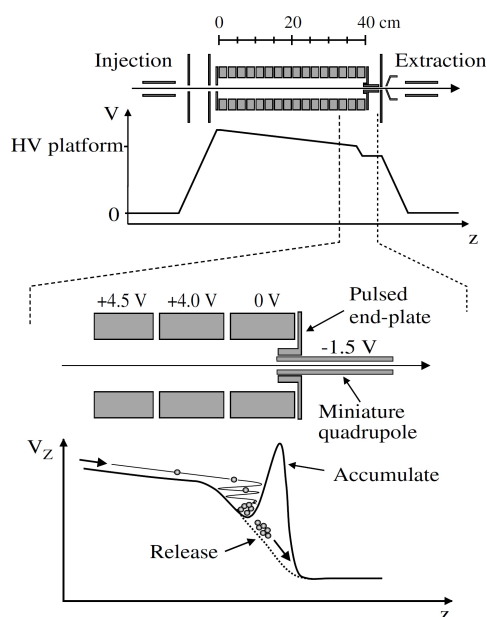 0 20 40 cm
Injection Extraction
V
HV platform
0
z
+4.5 V +4.0 V 0 V
Pulsed
end-plate
-1.5 V
Miniature
quadrupole
VZ
Accumulate
Release
z